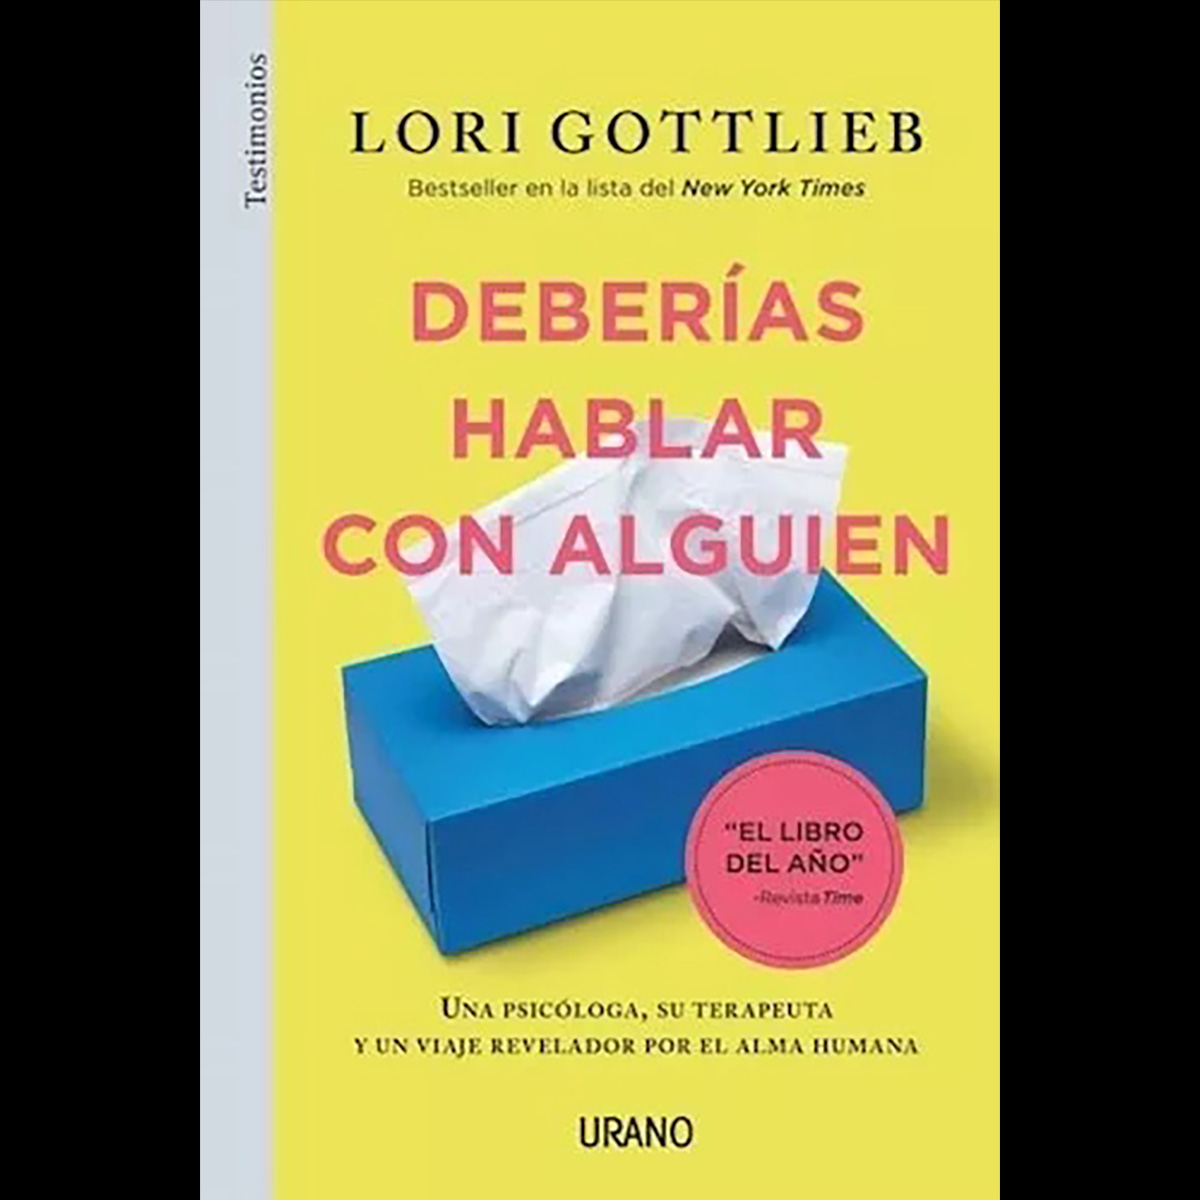 Testimonios
LORI GOTTLIEB
Bestseller en la lista del New York Times
DEBERÍAS
HABLAR
CON ALGUIEN
“EL LIBRO
DEL AÑO”
-Revista Time
UNA PSICÓLOGA, SU TERAPEUTA
Y UN VIAJE REVELADOR POR EL ALMA HUMANA
URANO